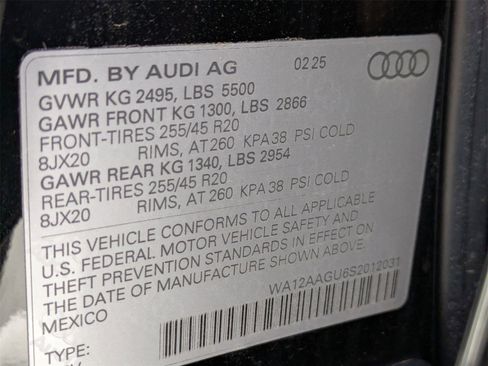 MFD. BY AUDI AG 02 25
GVWR KG 2495, LBS 5500
GAWR FRONT KG 1300, LBS 2866
FRONT-TIRES 255/45 R20
8JX20 RIMS, AT 260 KPA 38 PSI COLD
GAWR REAR KG 1340, LBS 2954
REAR-TIRES 255/45 R20
8JX20 RIMS, AT 260 KPA 38 PSI COLD
THIS VEHICLE CONFORMS TO ALL APPLICABLE
U.S. FEDERAL MOTOR VEHICLE SAFETY AND
THEFT PREVENTION STANDARDS IN EFFECT ON
THE DATE OF MANUFACTURE SHOWN ABOVE.
MEXICO WA12AAGU6S2012031
TYPE: